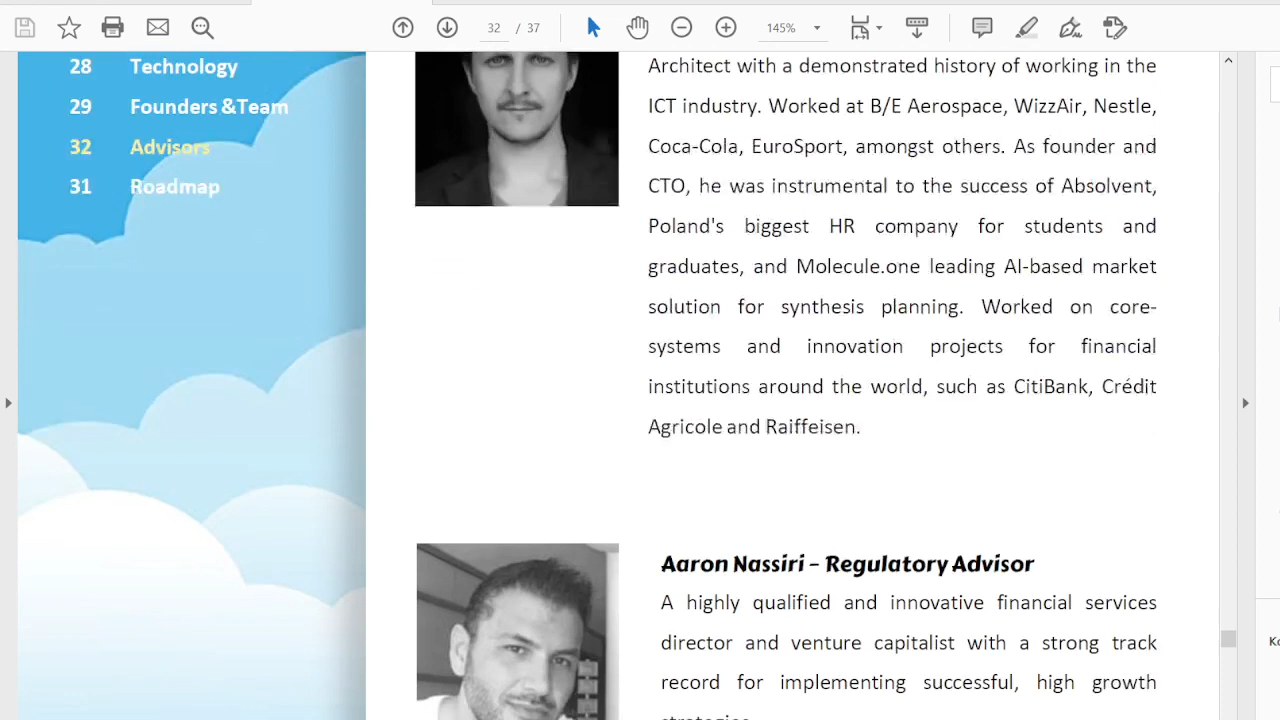 32 / 37
145%
28 Technology
29 Founders &Team
32 Advisors
31 Roadmap
Architect with a demonstrated history of working in the
ICT industry. Worked at B/E Aerospace, WizzAir, Nestle,
Coca-Cola, EuroSport, amongst others. As founder and
CTO, he was instrumental to the success of Absolvent,
Poland's biggest HR company for students and
graduates, and Molecule.one leading AI-based market
solution for synthesis planning. Worked on core-
systems and innovation projects for financial
institutions around the world, such as CitiBank, Crédit
Agricole and Raiffeisen.
Aaron Nassiri – Regulatory Advisor
A highly qualified and innovative financial services
director and venture capitalist with a strong track
record for implementing successful, high growth